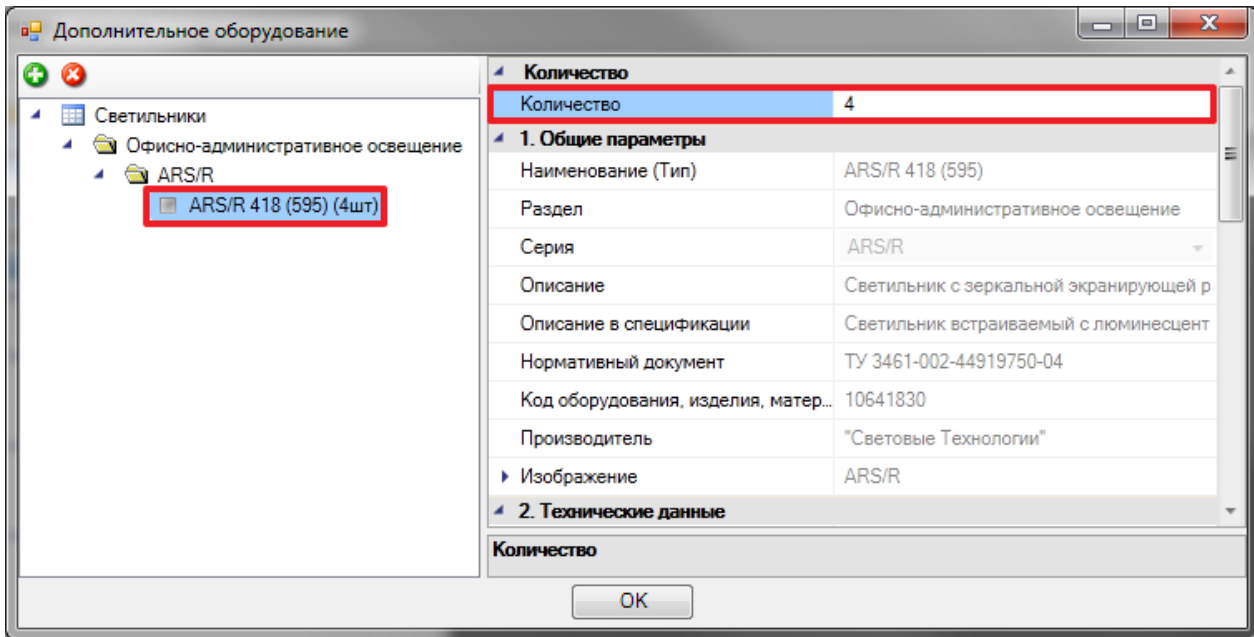 Дополнительное оборудование
Светильники
Офисно-административное освещение
ARS/R
ARS/R 418 (595) (4шт)
Количество
Количество 4
1. Общие параметры
Наименование (Тип) ARS/R 418 (595)
Раздел Офисно-административное освещение
Серия ARS/R
Описание Светильник с зеркальной экранирующей р
Описание в спецификации Светильник встраиваемый с люминесцент
Нормативный документ ТУ 3461-002-44919750-04
Код оборудования, изделия, матер... 10641830
Производитель "Световые Технологии"
Изображение ARS/R
2. Технические данные
Количество
OK